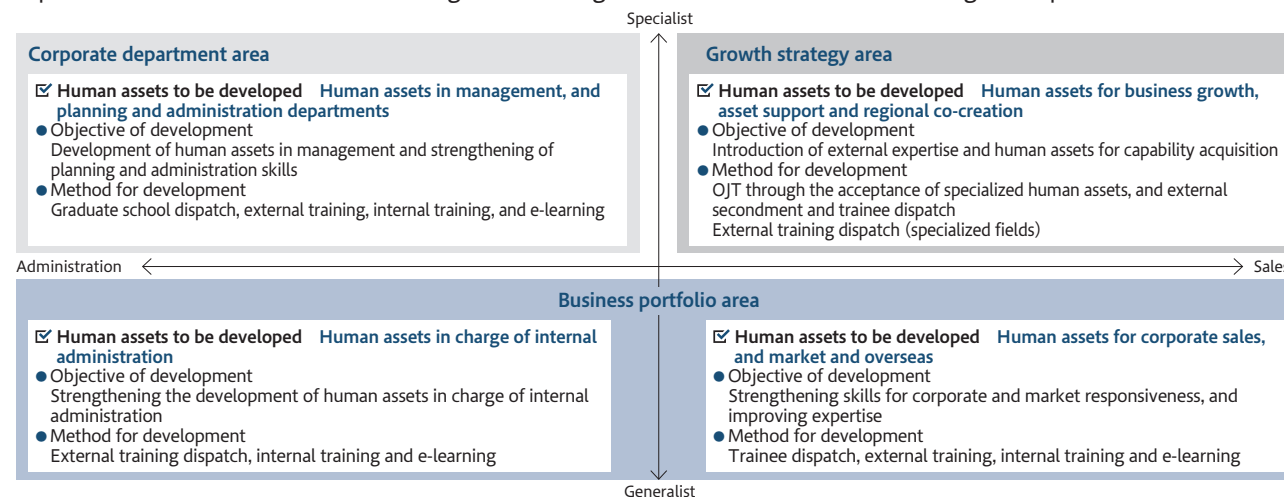 Specialist
Corporate department area
Human assets to be developed Human assets in management, and
planning and administration departments
Objective of development
Development of human assets in management and strengthening of
planning and administration skills
Method for development
Graduate school dispatch, external training, internal training, and e-learning
Growth strategy area
Human assets to be developed Human assets for business growth,
asset support and regional co-creation
Objective of development
Introduction of external expertise and human assets for capability acquisition
Method for development
OJT through the acceptance of specialized human assets, and external
secondment and trainee dispatch
External training dispatch (specialized fields)
Administration
Sales
Business portfolio area
Human assets to be developed Human assets in charge of internal
administration
Objective of development
Strengthening the development of human assets in charge of internal
administration
Method for development
External training dispatch, internal training and e-learning
Human assets to be developed Human assets for corporate sales,
and market and overseas
Objective of development
Strengthening skills for corporate and market responsiveness, and
improving expertise
Method for development
Trainee dispatch, external training, internal training and e-learning
Generalist